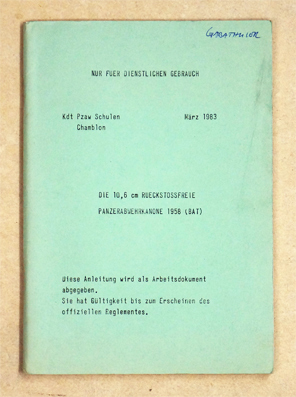 NUR FUER DIENSTLICHEN GEBRAUCH
Kdt Pzaw Schulen März 1983
Chamblon
DIE 10,6 cm RUECKSTOSSFREIE
PANZERABWEHRKANONE 1958 (BAT)
Diese Anleitung wird als Arbeitsdokument
abgegeben.
Sie hat Gültigkeit bis zum Erscheinen des
offiziellen Reglementes.